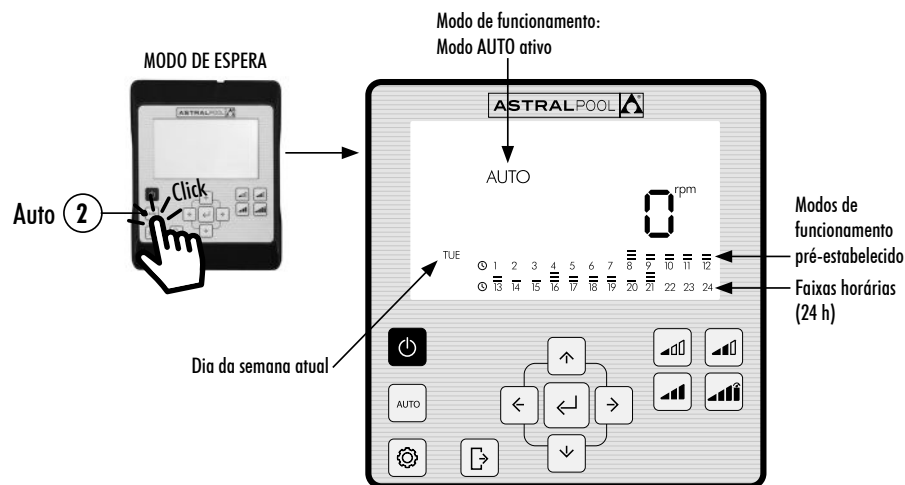 Modo de funcionamento:
Modo AUTO ativo
MODO DE ESPERA
ASTRALPOOL
ASTRALPOOL
AUTO
0 rpm
Click
Auto 2
TUE
1 2 3 4 5 6 7 8 9 10 11 12
13 14 15 16 17 18 19 20 21 22 23 24
Modos de
funcionamento
pré-estabelecido
Faixas horárias
(24 h)
Dia da semana atual
AUTO